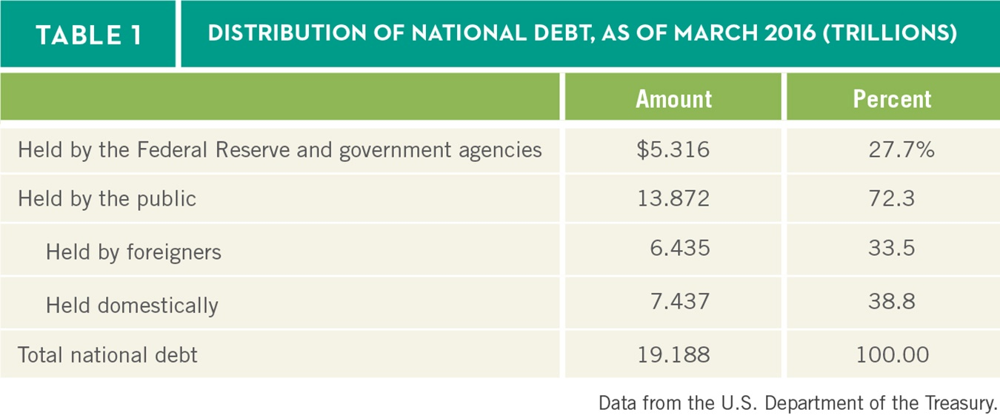 TABLE 1 DISTRIBUTION OF NATIONAL DEBT, AS OF MARCH 2016 (TRILLIONS)
Amount Percent
Held by the Federal Reserve and government agencies $5.316 27.7%
Held by the public 13.872 72.3
Held by foreigners 6.435 33.5
Held domestically 7.437 38.8
Total national debt 19.188 100.00
Data from the U.S. Department of the Treasury.